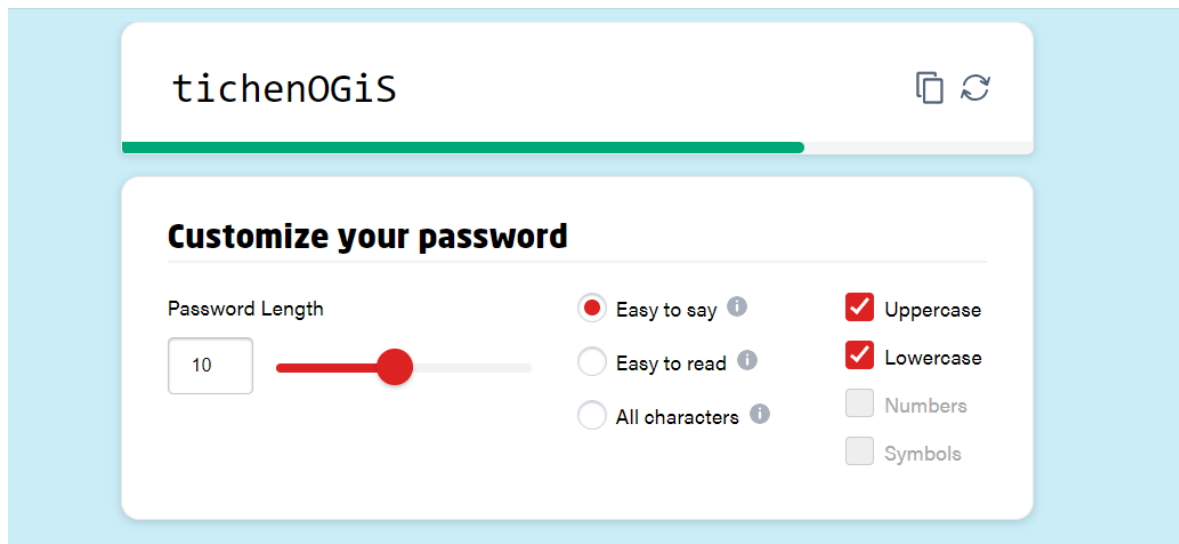 tichenOGiS
Customize your password
Password Length
10
Easy to say
Easy to read
All characters
Uppercase
Lowercase
Numbers
Symbols